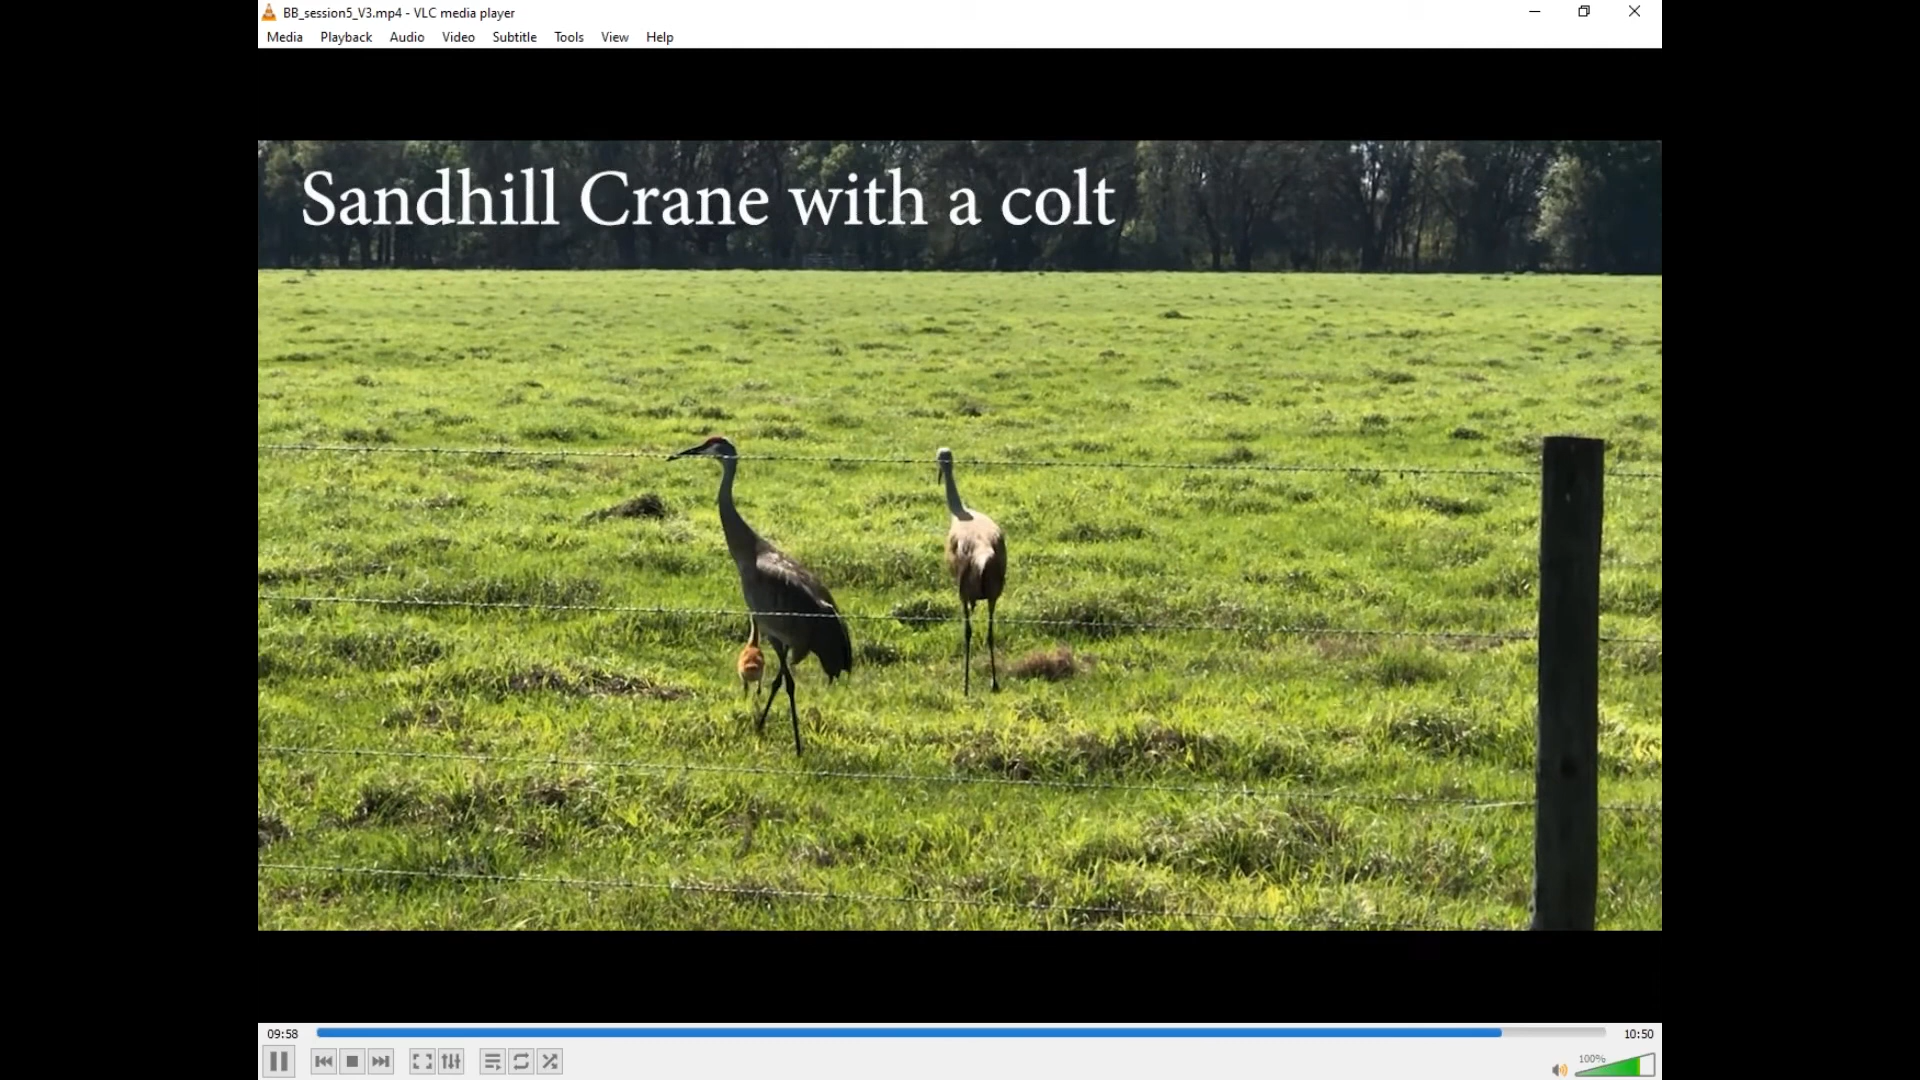 BB_session5_V3.mp4 - VLC media player
Media Playback Audio Video Subtitle Tools View Help
Sandhill Crane with a colt
09:58
10:50
100%